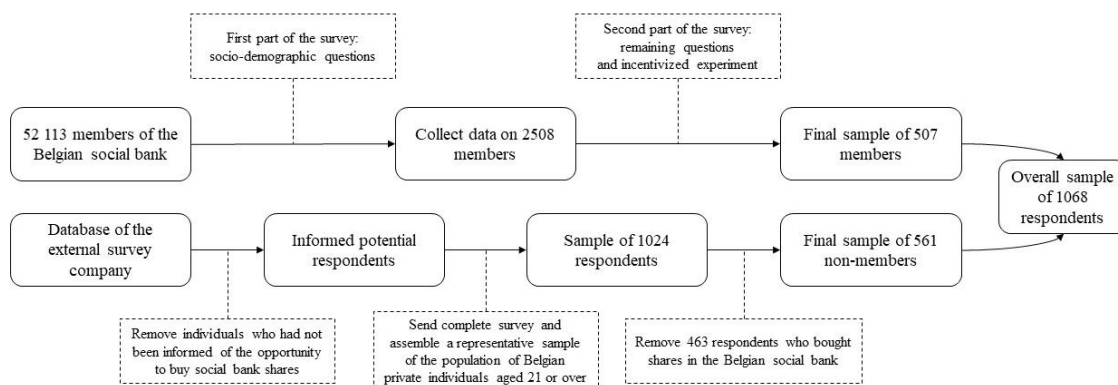 First part of the survey:
socio-demographic questions
Second part of the survey:
remaining questions
and incentivized experiment
52 113 members of the
Belgian social bank
Collect data on 2508
members
Final sample of 507
members
Overall sample
of 1068
respondents
Database of the
external survey
company
Informed potential
respondents
Sample of 1024
respondents
Final sample of 561
non-members
Remove individuals who had not
been informed of the opportunity
to buy social bank shares
Send complete survey and
assemble a representative sample
of the population of Belgian
private individuals aged 21 or over
Remove 463 respondents who bought
shares in the Belgian social bank